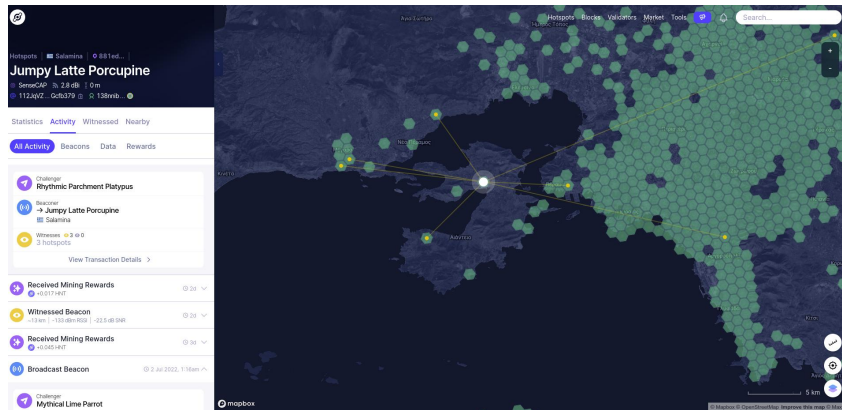 Hotspots Blocks Validators Market Tools
Search...
Hotspots Salamina 881ed...
Jumpy Latte Porcupine
SenseCAP 2.8 dBi 0 m
Statistics Activity Witnessed Nearby
All Activity Beacons Data Rewards
Challenger
Rhythmic Parchment Platypus
Beaconer
→ Jumpy Latte Porcupine
Salamina
Witnesses 3 0
3 hotspots
View Transaction Details >
Received Mining Rewards 2d
+0.017 HNT
Witnessed Beacon 2d
~13 km | -133 dBm RSSI | -22.5 dB SNR
Received Mining Rewards 3d
+0.045 HNT
Broadcast Beacon 2 Jul 2022, 1:16am
Challenger
Mythical Lime Parrot
Κινέτα
+
-
5 km
mapbox
© Mapbox © OpenStreetMap Improve this map